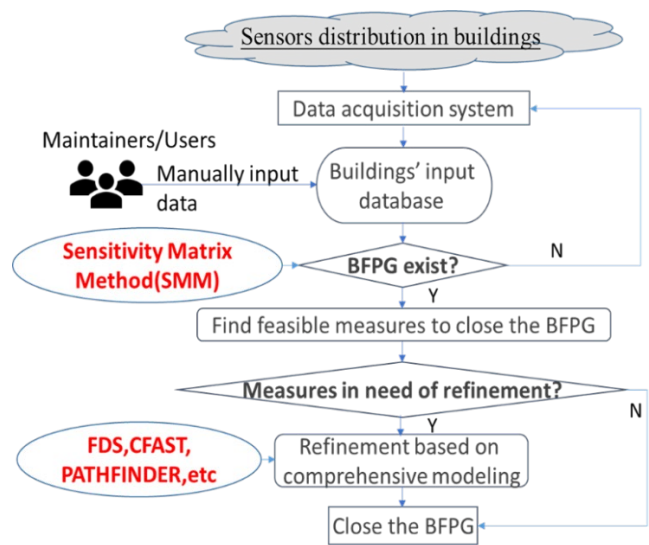 Sensors distribution in buildings
Data acquisition system
Maintainers/Users
Manually input
data
Buildings' input
database
Sensitivity Matrix
Method(SMM)
BFPG exist?
N
Y
Find feasible measures to close the BFPG
Measures in need of refinement?
N
Y
FDS,CFAST,
PATHFINDER,etc
Refinement based on
comprehensive modeling
Close the BFPG